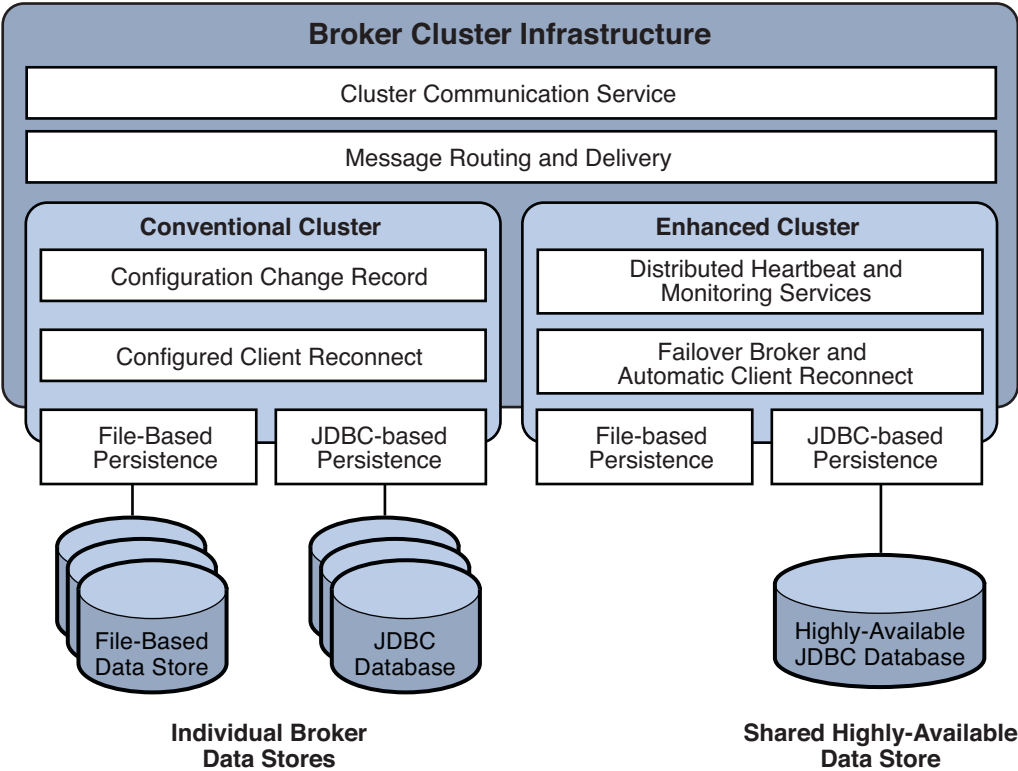 Broker Cluster Infrastructure
Cluster Communication Service
Message Routing and Delivery
Conventional Cluster
Configuration Change Record
Configured Client Reconnect
File-Based
Persistence
JDBC-based
Persistence
Enhanced Cluster
Distributed Heartbeat and
Monitoring Services
Failover Broker and
Automatic Client Reconnect
File-based
Persistence
JDBC-based
Persistence
File-Based
Data Store
JDBC
Database
Highly-Available
JDBC Database
Individual Broker
Data Stores
Shared Highly-Available
Data Store